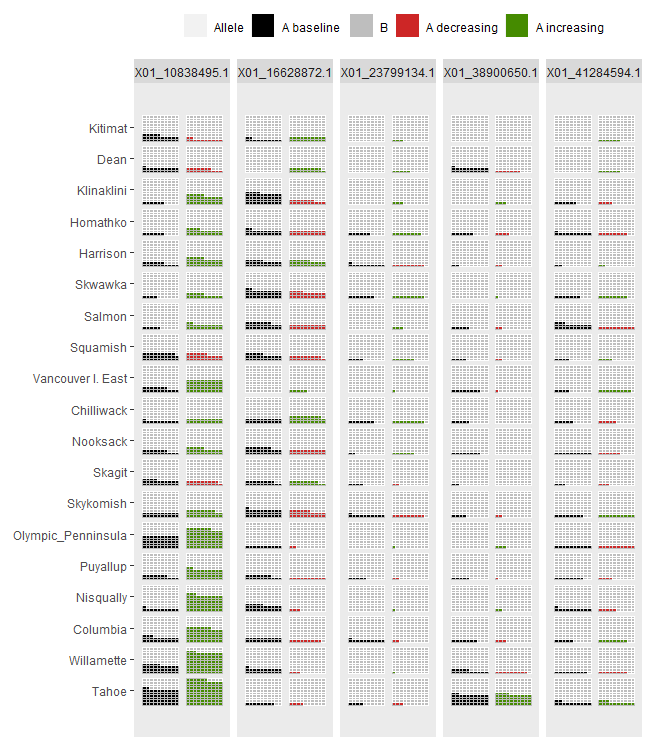 Allele A baseline B A decreasing A increasing
X01_10838495.1 X01_16628872.1 X01_23799134.1 X01_38900650.1 X01_41284594.1
Kitimat
Dean
Klinaklini
Homathko
Harrison
Skwawka
Salmon
Squamish
Vancouver I. East
Chilliwack
Nooksack
Skagit
Skykomish
Olympic_Penninsula
Puyallup
Nisqually
Columbia
Willamette
Tahoe